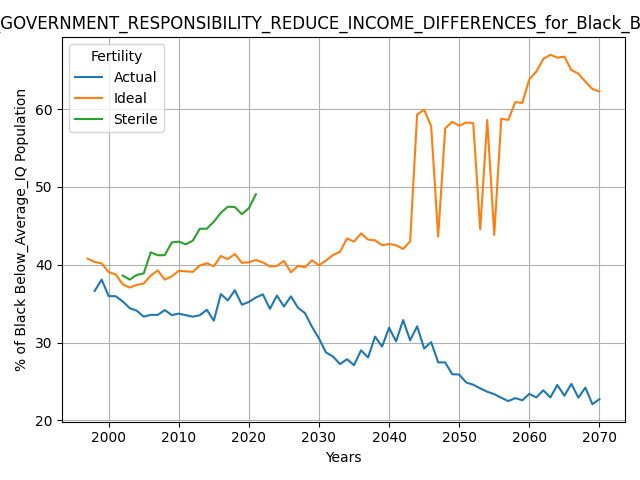 _GOVERNMENT_RESPONSIBILITY_REDUCE_INCOME_DIFFERENCES_for_Black_B
Fertility
Actual
Ideal
Sterile
% of Black Below_Average_IQ Population
60
50
40
30
20
2000 2010 2020 2030 2040 2050 2060 2070
Years